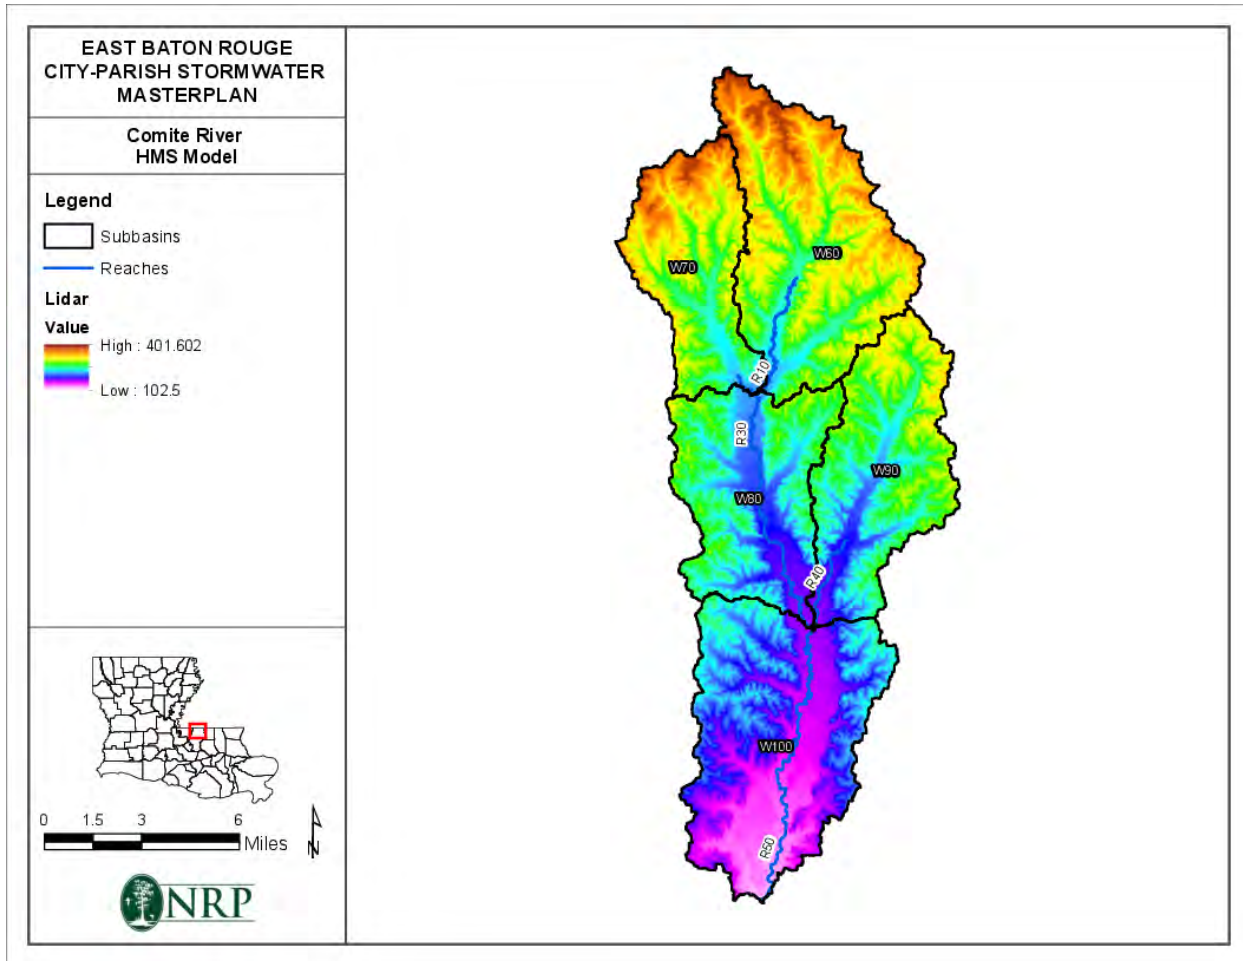 EAST BATON ROUGE
CITY-PARISH STORMWATER
MASTERPLAN
Comite River
HMS Model
Legend
Subbasins
Reaches
Lidar
Value
High : 401.602
Low : 102.5
0 1.5 3 6
Miles
N
NRP
W60
W70
R10
R30
W90
W80
R40
W100
R50